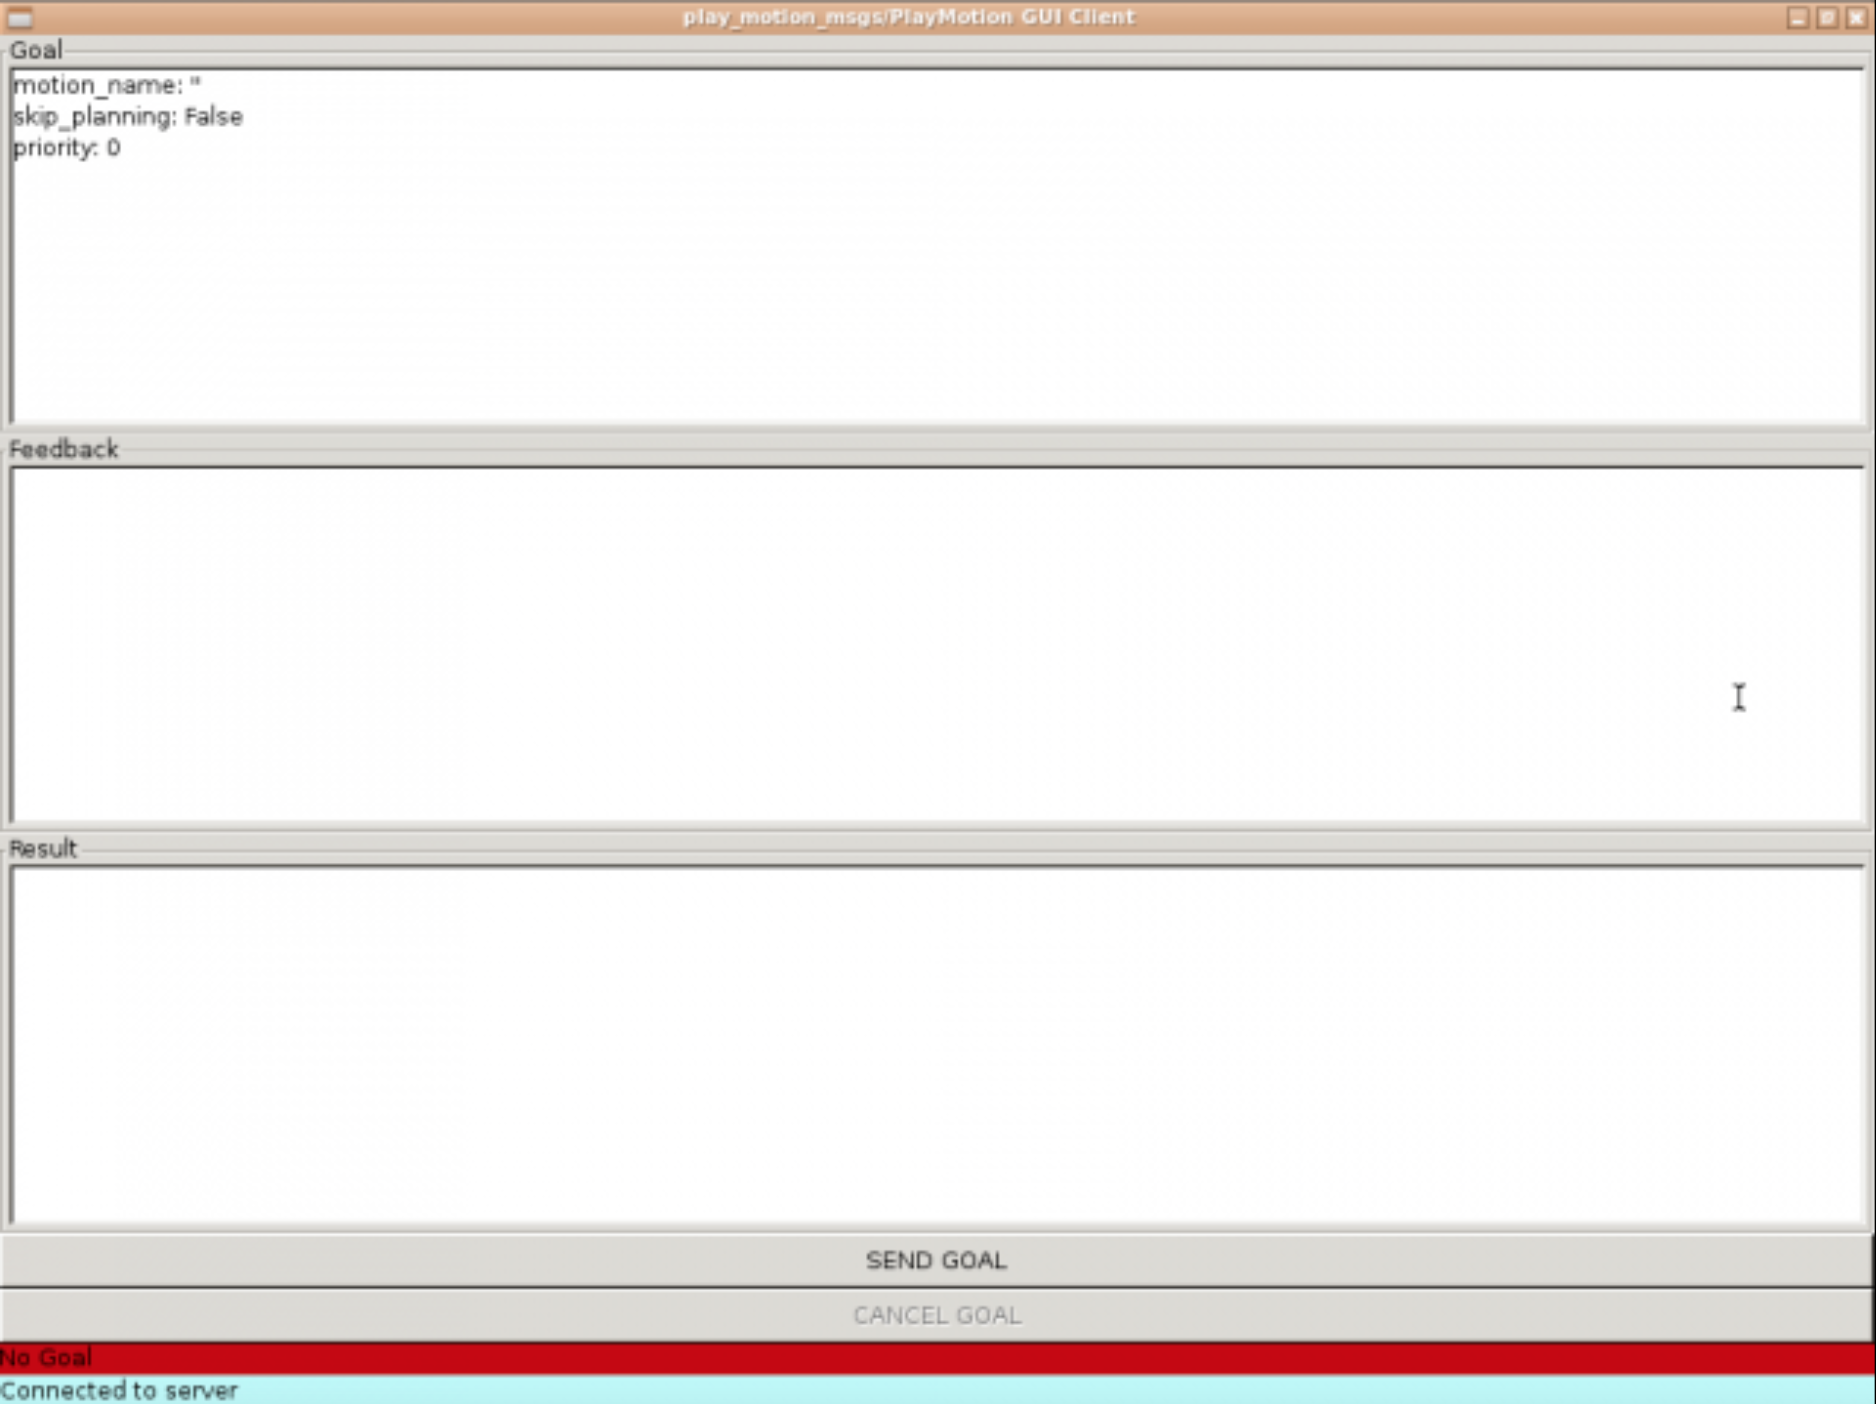 play_motion_msgs/PlayMotion GUI Client
Goal
motion_name: ''
skip_planning: False
priority: 0
Feedback
Result
SEND GOAL
CANCEL GOAL
No Goal
Connected to server